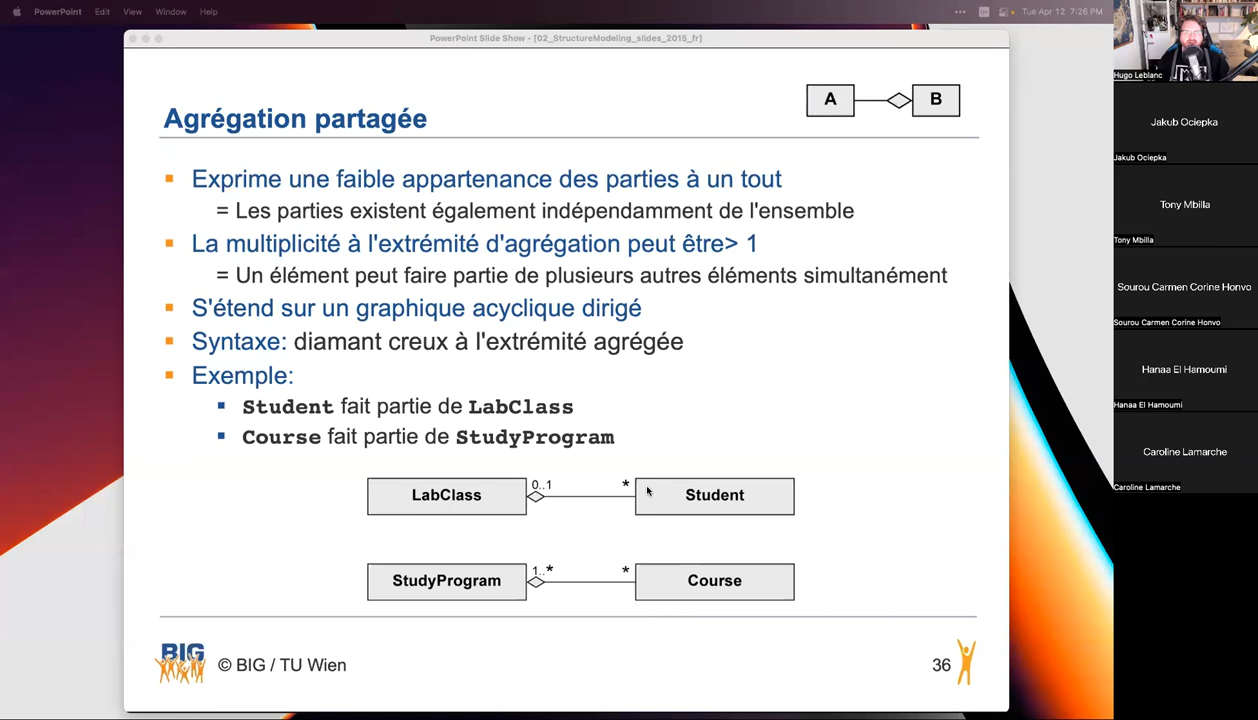 PowerPoint Edit View Window Help
Tue Apr 12 7:26 PM
PowerPoint Slide Show - [02_StructureModeling_slides_2015_fr]
Agrégation partagée
A B
Exprime une faible appartenance des parties à un tout
= Les parties existent également indépendamment de l'ensemble
La multiplicité à l'extrémité d'agrégation peut être> 1
= Un élément peut faire partie de plusieurs autres éléments simultanément
S'étend sur un graphique acyclique dirigé
Syntaxe: diamant creux à l'extrémité agrégée
Exemple:
Student fait partie de LabClass
Course fait partie de StudyProgram
LabClass 0..1 * Student
StudyProgram 1..* * Course
BIG
© BIG / TU Wien
36
Hugo Leblanc
Jakub Ociepka
Jakub Ociepka
Tony Mbilla
Tony Mbilla
Sourou Carmen Corine Honvo
Sourou Carmen Corine Honvo
Hanaa El Hamoumi
Hanaa El Hamoumi
Caroline Lamarche
Caroline Lamarche